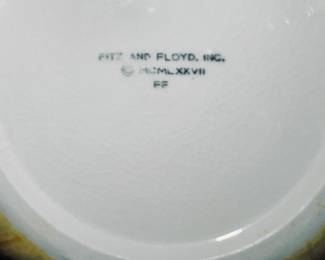 FITZ AND FLOYD, INC.
© MCMLXXVII
FF